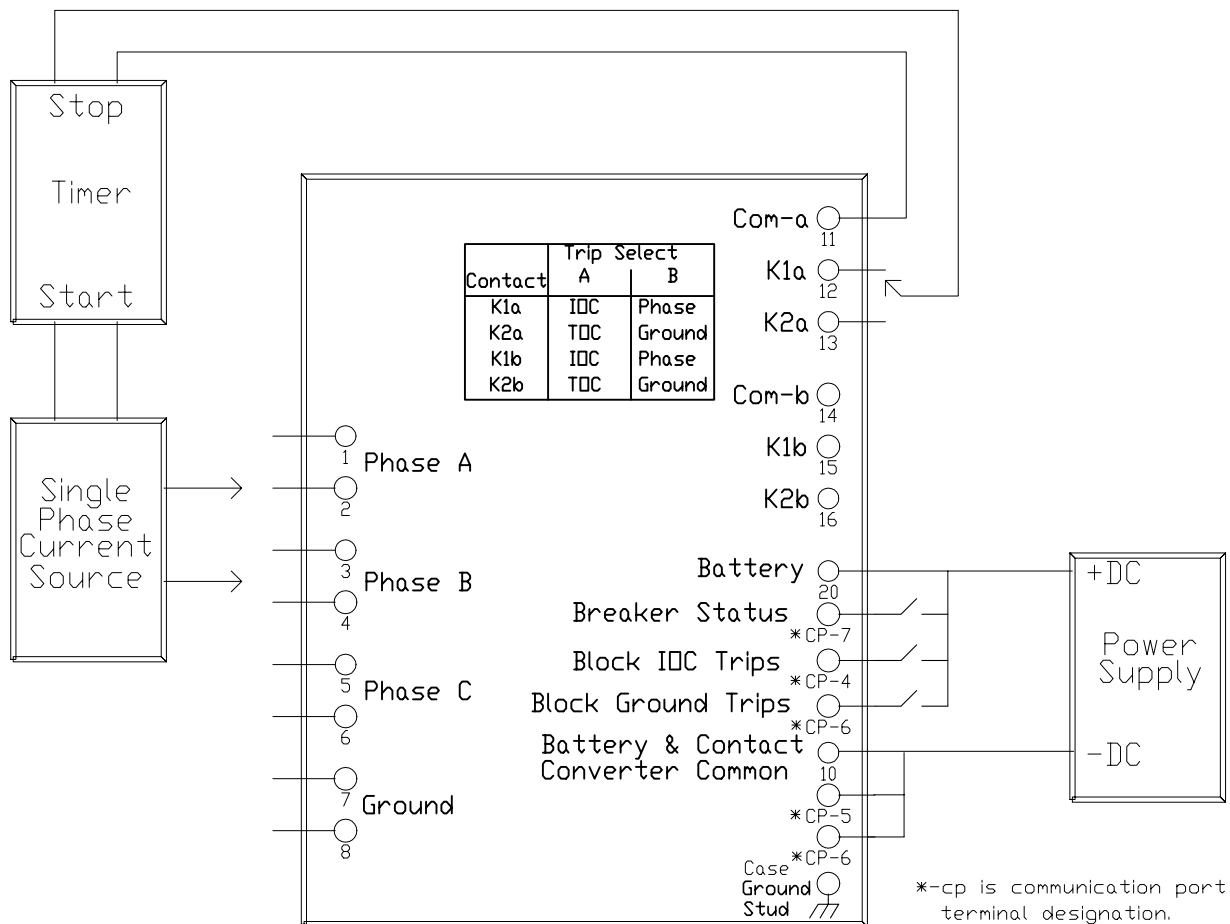 Stop
Timer
Start
Single
Phase
Current
Source
Trip Select
Contact A B
K1a IOC Phase
K2a TOC Ground
K1b IOC Phase
K2b TOC Ground
1
Phase A
2
3
Phase B
4
5
Phase C
6
7
Ground
8
Com-a
11
K1a
12
K2a
13
Com-b
14
K1b
15
K2b
16
Battery
20
Breaker Status
*CP-7
Block IOC Trips
*CP-4
Block Ground Trips
*CP-6
Battery & Contact
Converter Common
10
*CP-5
*CP-6
Case
Ground
Stud
+DC
Power
Supply
-DC
*-cp is communication port
terminal designation.